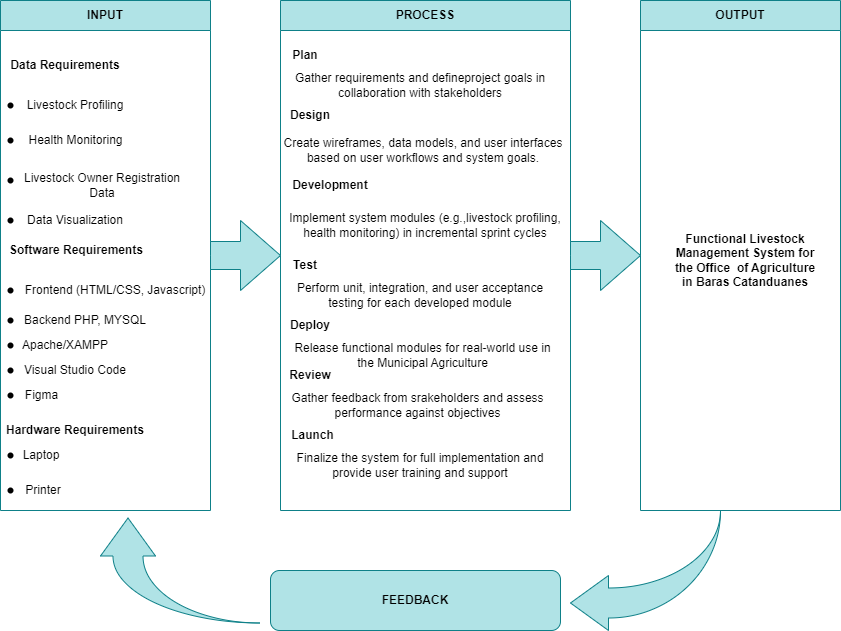 INPUT
Data Requirements
● Livestock Profiling
● Health Monitoring
● Livestock Owner Registration
Data
● Data Visualization
Software Requirements
● Frontend (HTML/CSS, Javascript)
● Backend PHP, MYSQL
● Apache/XAMPP
● Visual Studio Code
● Figma
Hardware Requirements
● Laptop
● Printer
PROCESS
Plan
Gather requirements and defineproject goals in
collaboration with stakeholders
Design
Create wireframes, data models, and user interfaces
based on user workflows and system goals.
Development
Implement system modules (e.g.,livestock profiling,
health monitoring) in incremental sprint cycles
Test
Perform unit, integration, and user acceptance
testing for each developed module
Deploy
Release functional modules for real-world use in
the Municipal Agriculture
Review
Gather feedback from srakeholders and assess
performance against objectives
Launch
Finalize the system for full implementation and
provide user training and support
OUTPUT
Functional Livestock
Management System for
the Office of Agriculture
in Baras Catanduanes
FEEDBACK